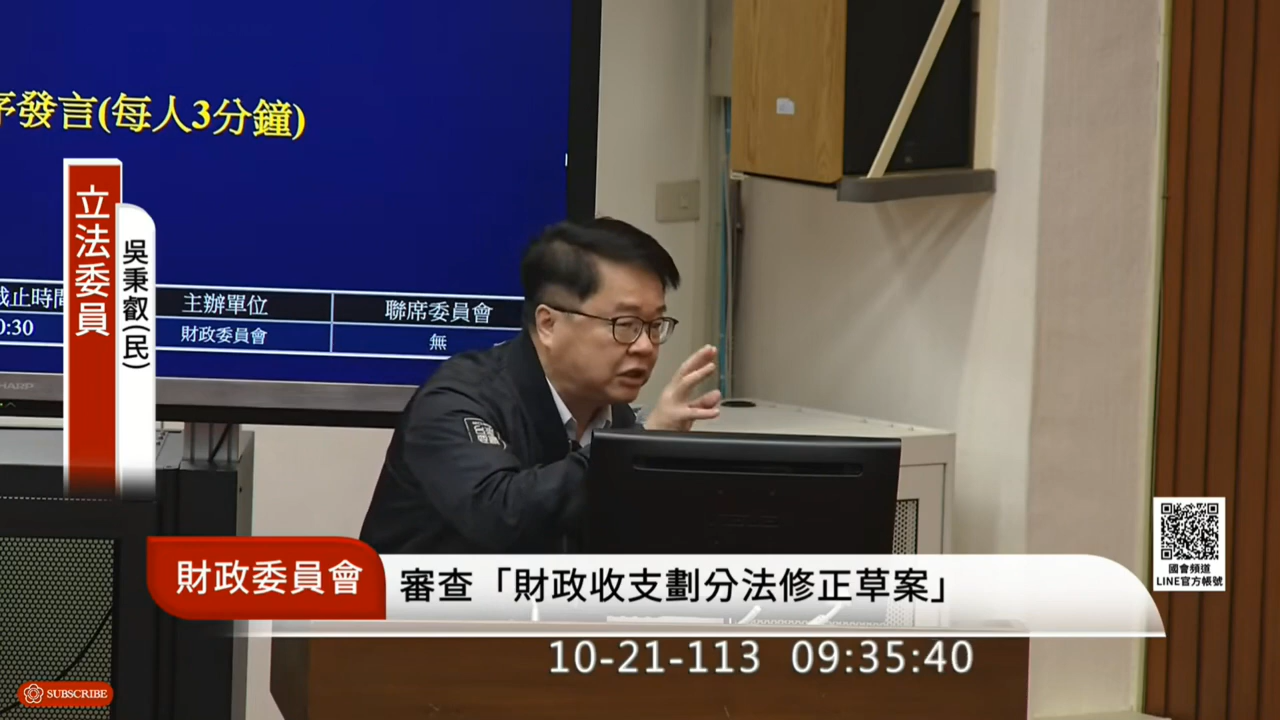 序發言(每人3分鐘)
立法委員
吳秉叡(民)
截止時間
主辦單位
聯席委員會
0:30
財政委員會
無
SHARP
財政委員會
審查「財政收支劃分法修正草案」
10-21-113 09:35:40
國會頻道
LINE官方帳號
SUBSCRIBE